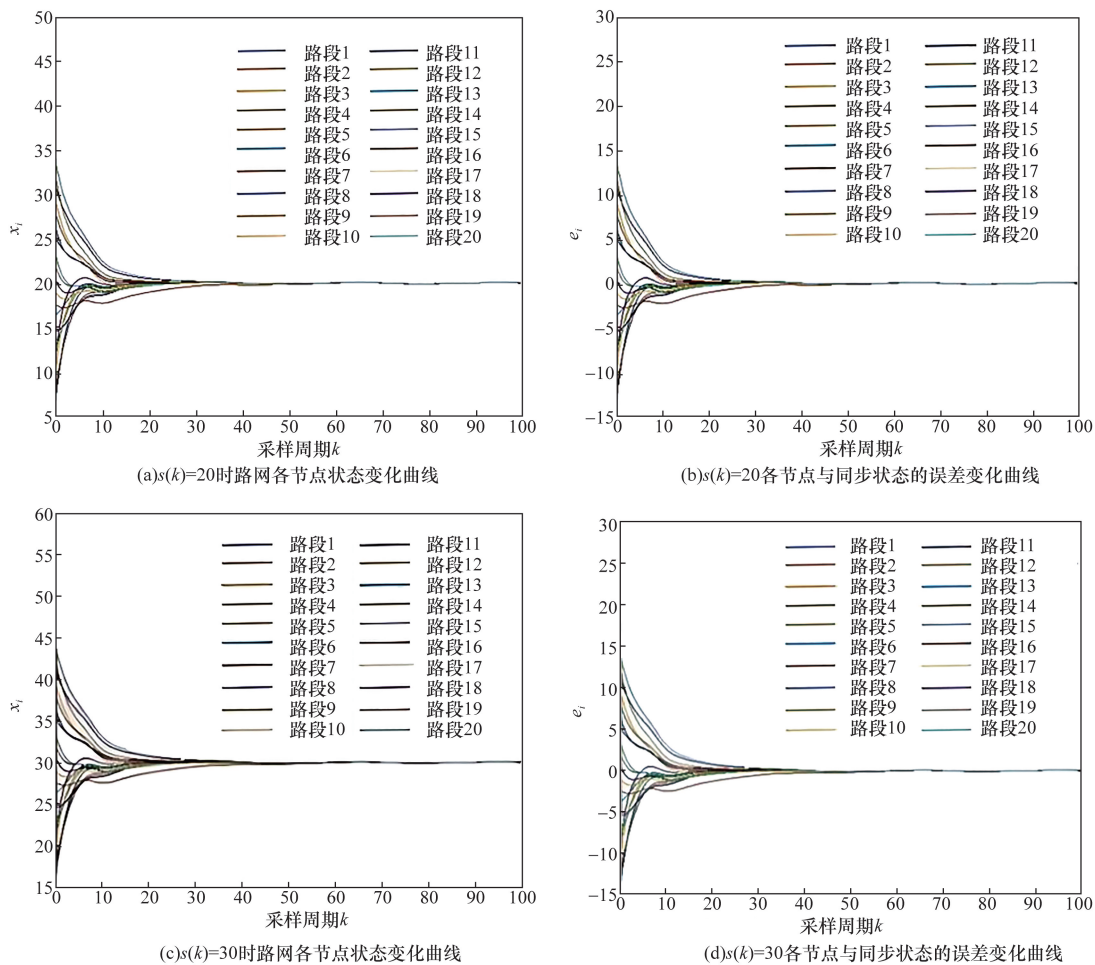 50
45
40
35
30
25
20
15
10
5
x_i
路段1 路段11
路段2 路段12
路段3 路段13
路段4 路段14
路段5 路段15
路段6 路段16
路段7 路段17
路段8 路段18
路段9 路段19
路段10 路段20
0 10 20 30 40 50 60 70 80 90 100
采样周期k
(a)s(k)=20时路网各节点状态变化曲线
30
25
20
15
10
5
0
−5
−10
−15
e_i
路段1 路段11
路段2 路段12
路段3 路段13
路段4 路段14
路段5 路段15
路段6 路段16
路段7 路段17
路段8 路段18
路段9 路段19
路段10 路段20
0 10 20 30 40 50 60 70 80 90 100
采样周期k
(b)s(k)=20各节点与同步状态的误差变化曲线
60
55
50
45
40
35
30
25
20
15
x_i
路段1 路段11
路段2 路段12
路段3 路段13
路段4 路段14
路段5 路段15
路段6 路段16
路段7 路段17
路段8 路段18
路段9 路段19
路段10 路段20
0 10 20 30 40 50 60 70 80 90 100
采样周期k
(c)s(k)=30时路网各节点状态变化曲线
30
25
20
15
10
5
0
−5
−10
−15
e_i
路段1 路段11
路段2 路段12
路段3 路段13
路段4 路段14
路段5 路段15
路段6 路段16
路段7 路段17
路段8 路段18
路段9 路段19
路段10 路段20
0 10 20 30 40 50 60 70 80 90 100
采样周期k
(d)s(k)=30各节点与同步状态的误差变化曲线